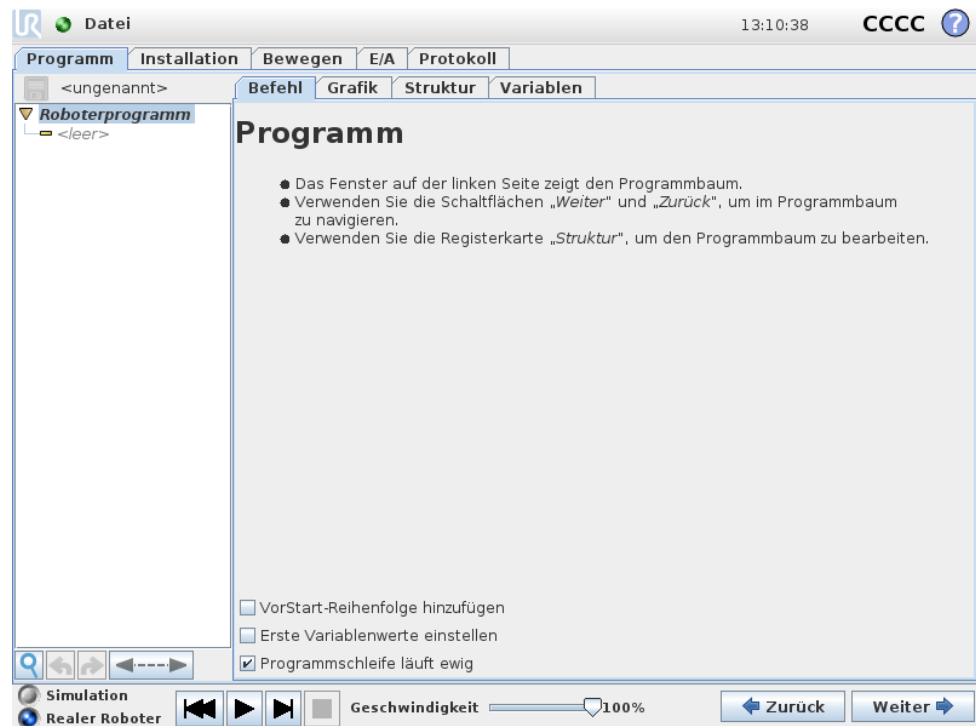 UR Datei 13:10:38 CCCC ?
Programm Installation Bewegen E/A Protokoll
<ungenannt>
Befehl Grafik Struktur Variablen
Roboterprogramm
<leer>
Programm
Das Fenster auf der linken Seite zeigt den Programmbaum.
Verwenden Sie die Schaltflächen „Weiter" und „Zurück", um im Programmbaum
zu navigieren.
Verwenden Sie die Registerkarte „Struktur", um den Programmbaum zu bearbeiten.
VorStart-Reihenfolge hinzufügen
Erste Variablenwerte einstellen
Programmschleife läuft ewig
Simulation
Realer Roboter
Geschwindigkeit 100%
Zurück Weiter